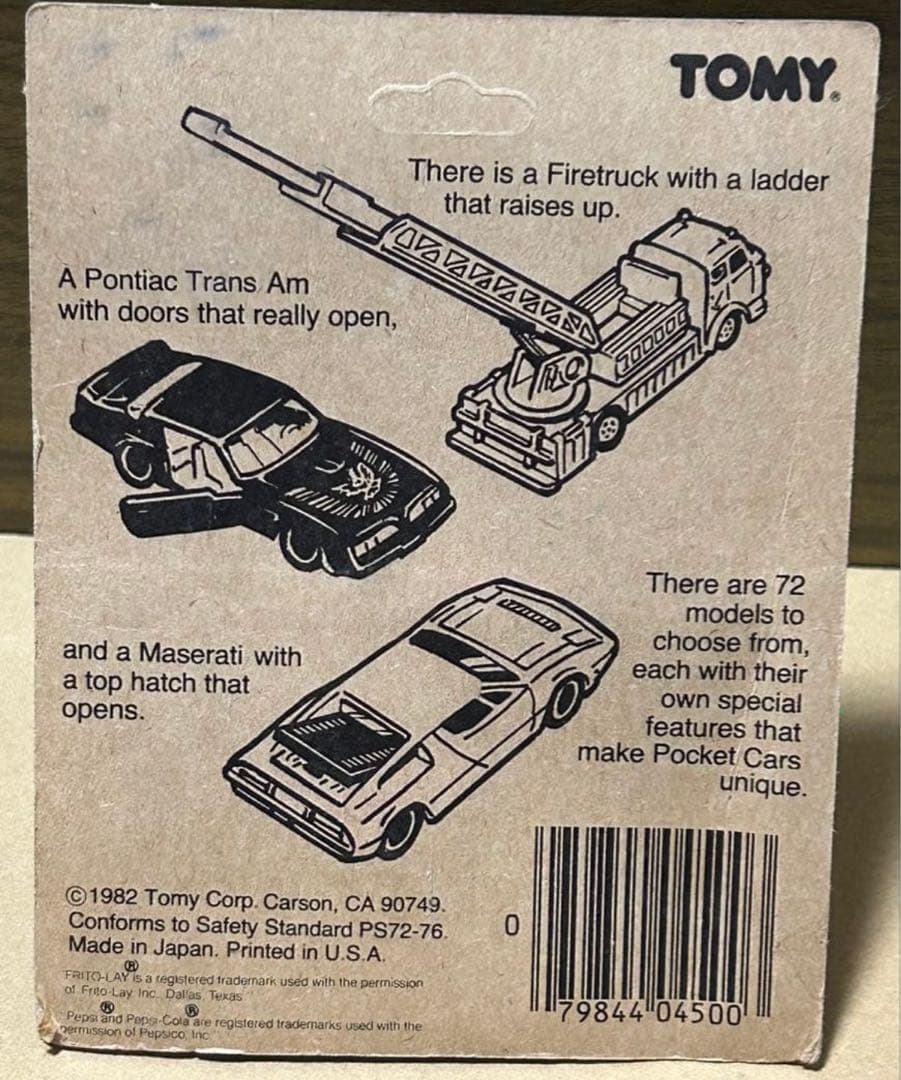 TOMY®
There is a Firetruck with a ladder
that raises up.
A Pontiac Trans Am
with doors that really open,
and a Maserati with
a top hatch that
opens.
There are 72
models to
choose from,
each with their
own special
features that
make Pocket Cars
unique.
©1982 Tomy Corp. Carson, CA 90749.
Conforms to Safety Standard PS72-76.
Made in Japan. Printed in U.S.A.
FRITO-LAY® is a registered trademark used with the permission
of Frito-Lay Inc. Dallas, Texas
Pepsi® and Pepsi-Cola® are registered trademarks used with the
permission of Pepsico, Inc.
0 79844 04500